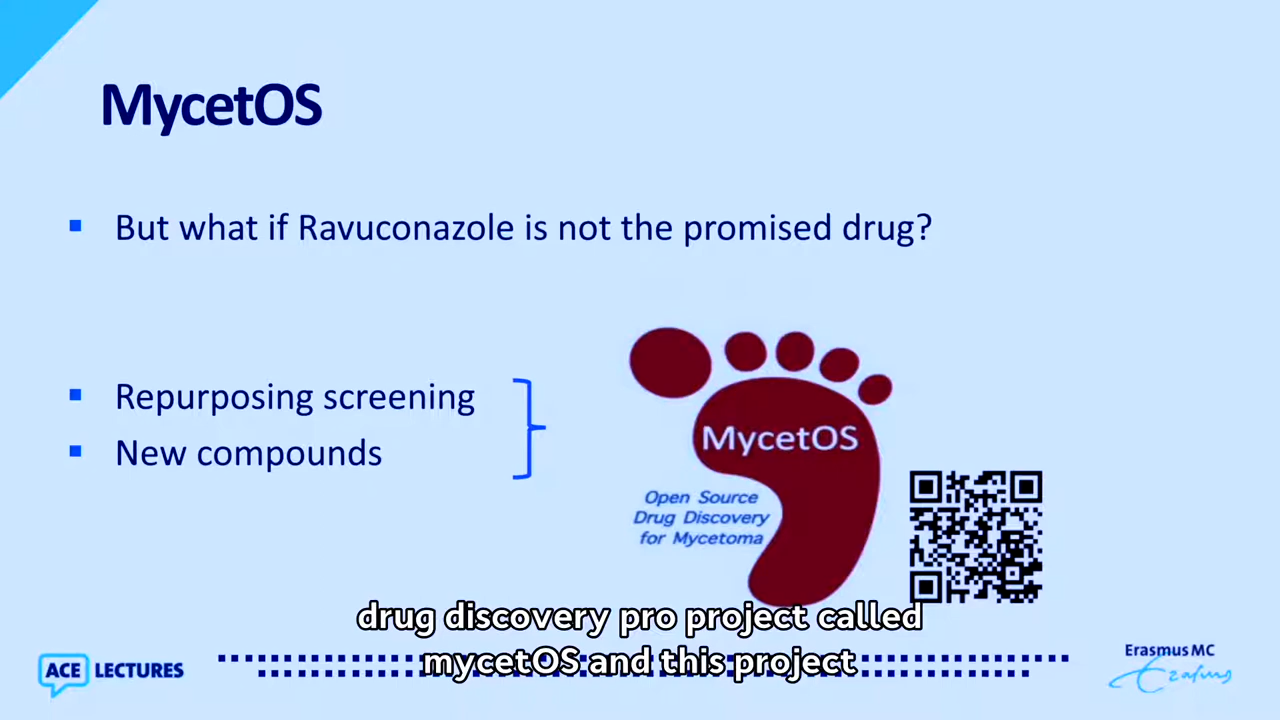 MycetOS
But what if Ravuconazole is not the promised drug?
Repurposing screening
New compounds
MycetOS
Open Source
Drug Discovery
for Mycetoma
drug discovery pro project called
mycetOS and this project
ACE LECTURES
Erasmus MC
Erasmus